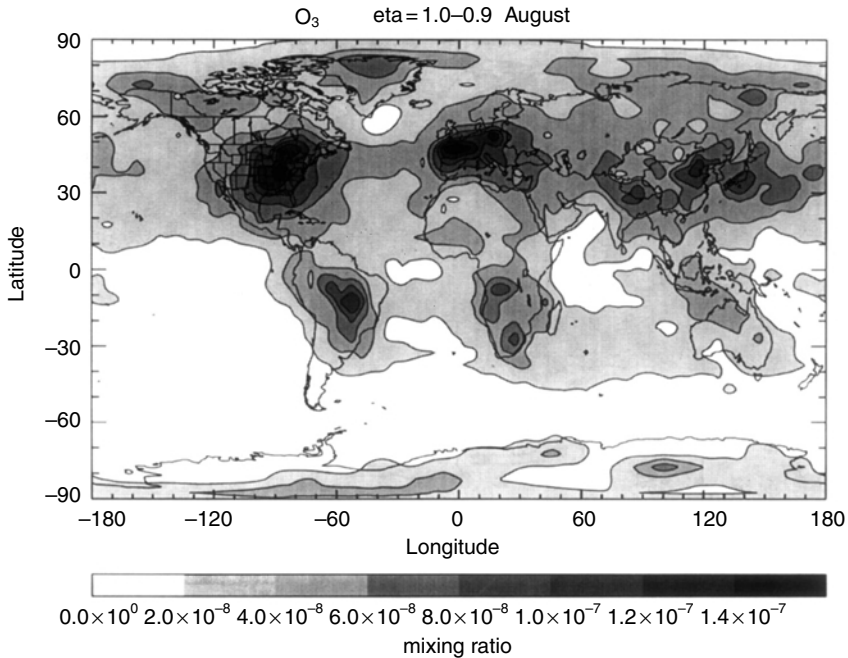 O₃ eta = 1.0–0.9 August
90
60
30
0
−30
−60
−90
Latitude
−180 −120 −60 0 60 120 180
Longitude
0.0×10⁰ 2.0×10⁻⁸ 4.0×10⁻⁸ 6.0×10⁻⁸ 8.0×10⁻⁸ 1.0×10⁻⁷ 1.2×10⁻⁷ 1.4×10⁻⁷
mixing ratio